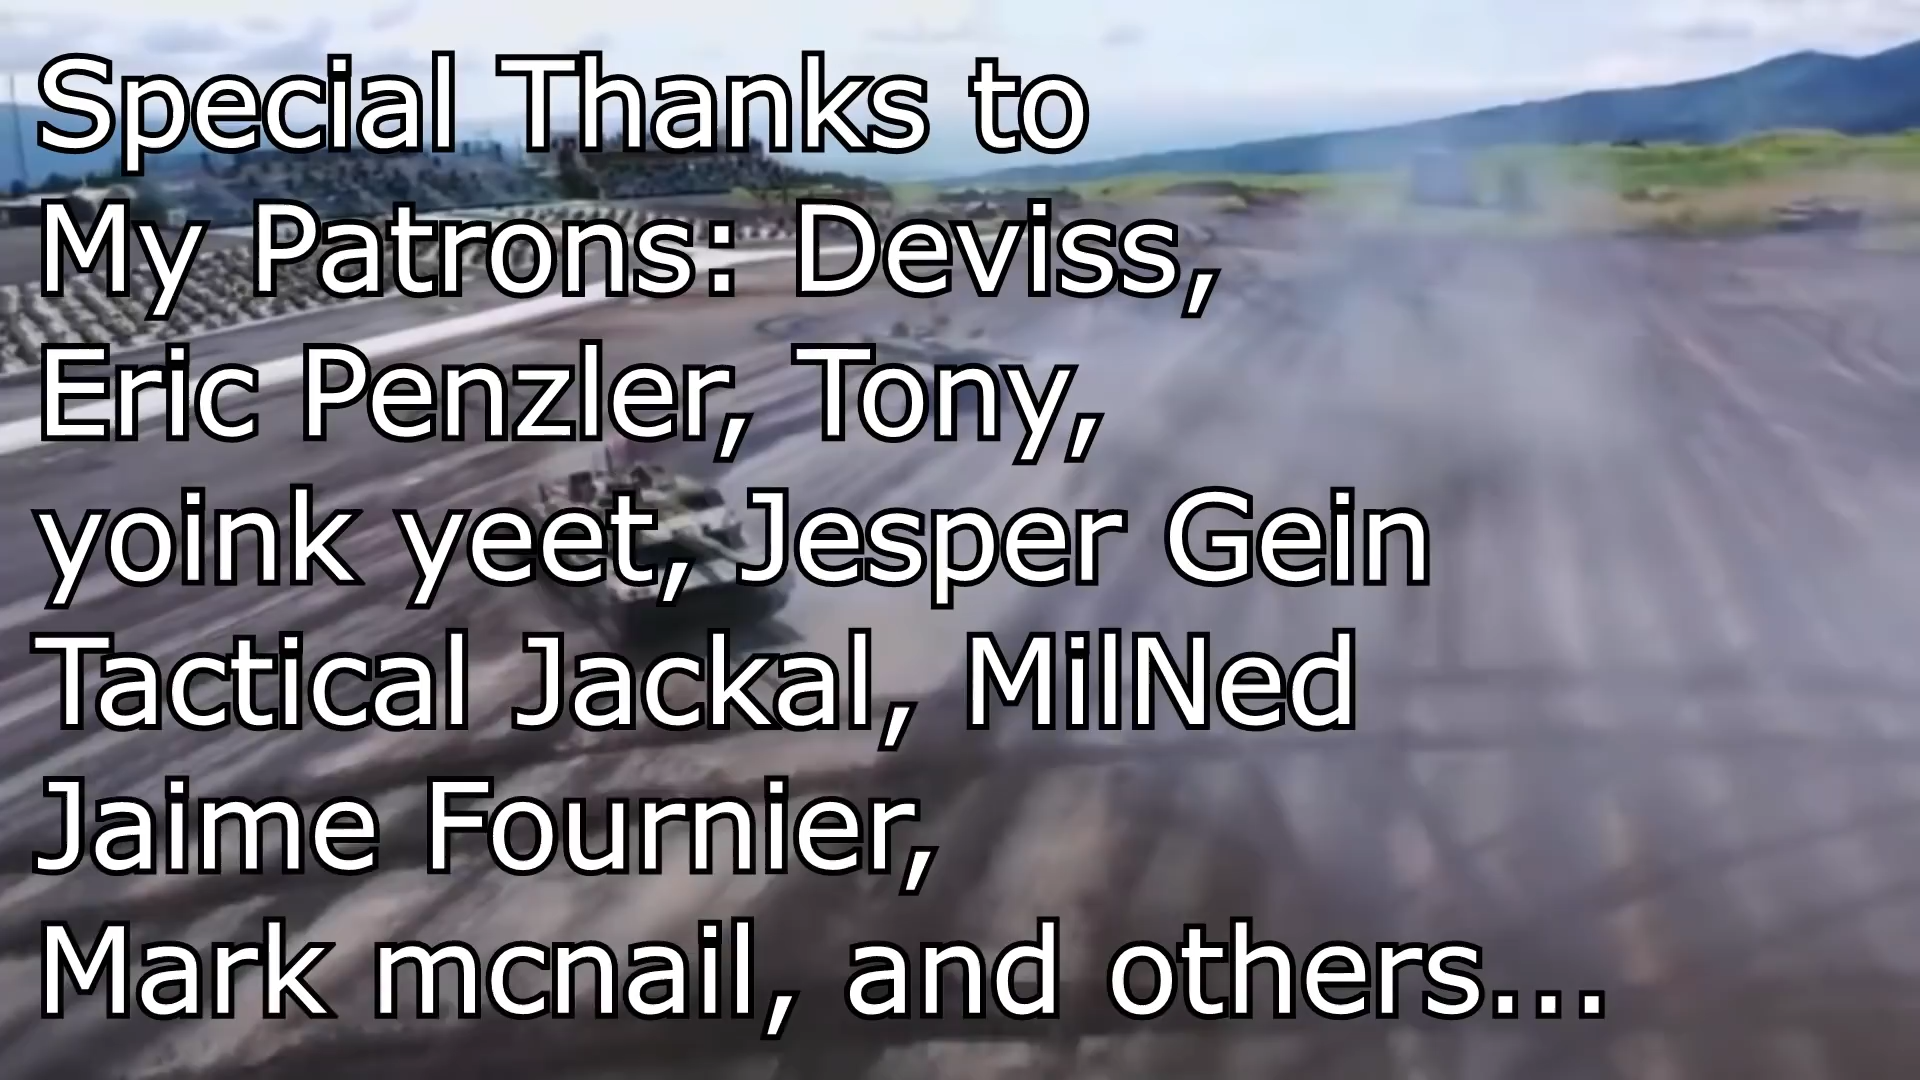 Special Thanks to
My Patrons: Deviss,
Eric Penzler, Tony,
yoink yeet, Jesper Gein
Tactical Jackal, MilNed
Jaime Fournier,
Mark mcnail, and others...